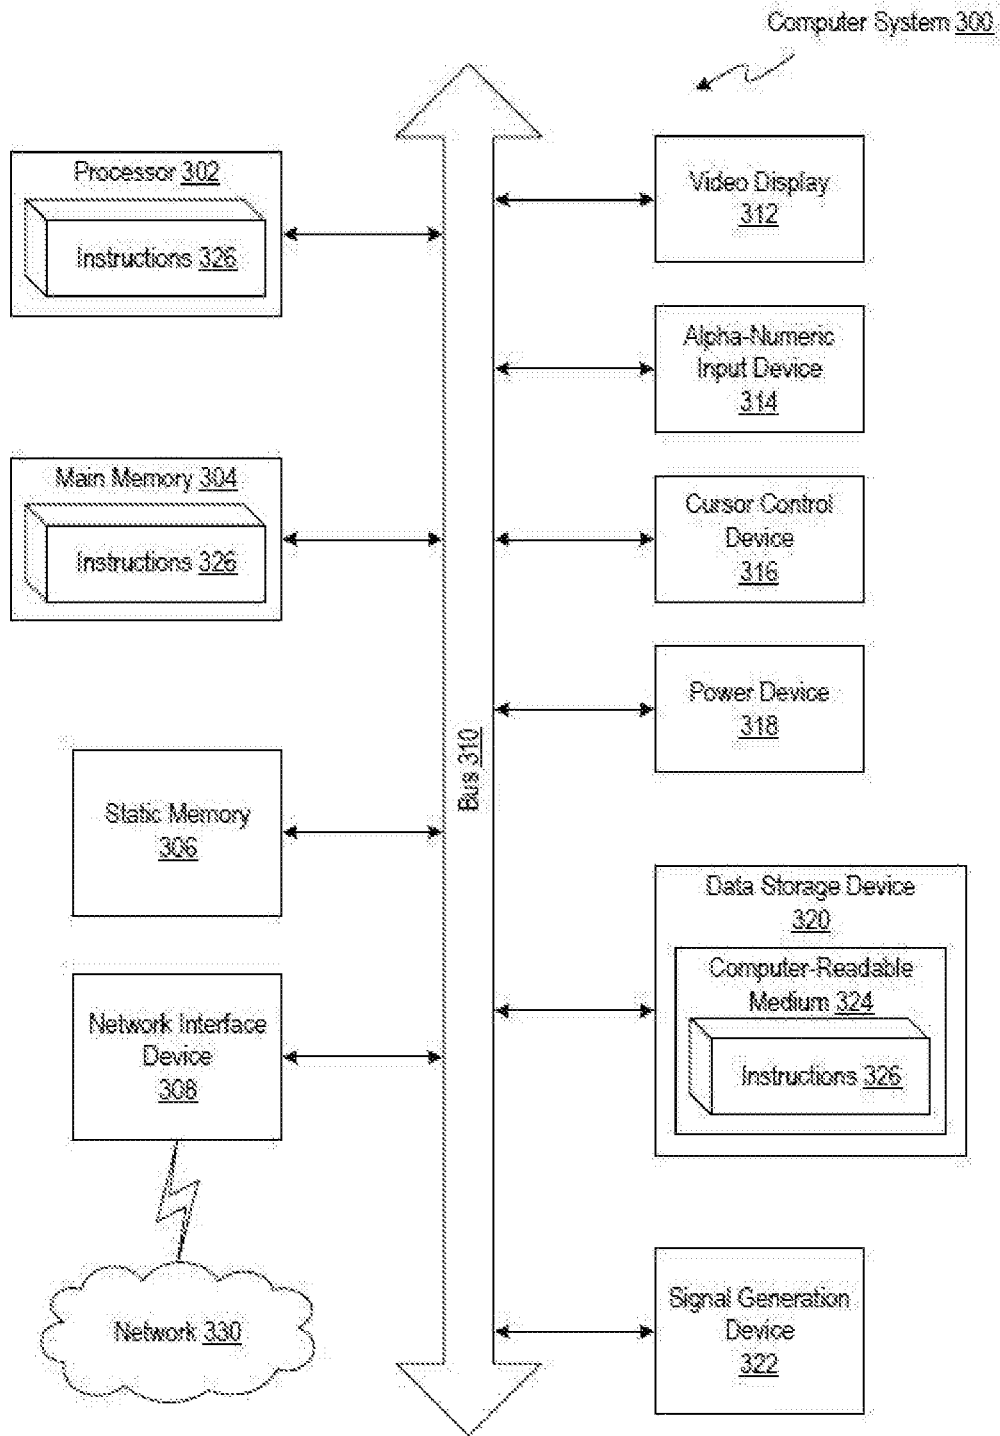 Computer System 300
Processor 302
Instructions 326
Main Memory 304
Instructions 326
Static Memory
306
Network Interface
Device
308
Network 330
Bus 310
Video Display
312
Alpha-Numeric
Input Device
314
Cursor Control
Device
316
Power Device
318
Data Storage Device
320
Computer-Readable
Medium 324
Instructions 326
Signal Generation
Device
322